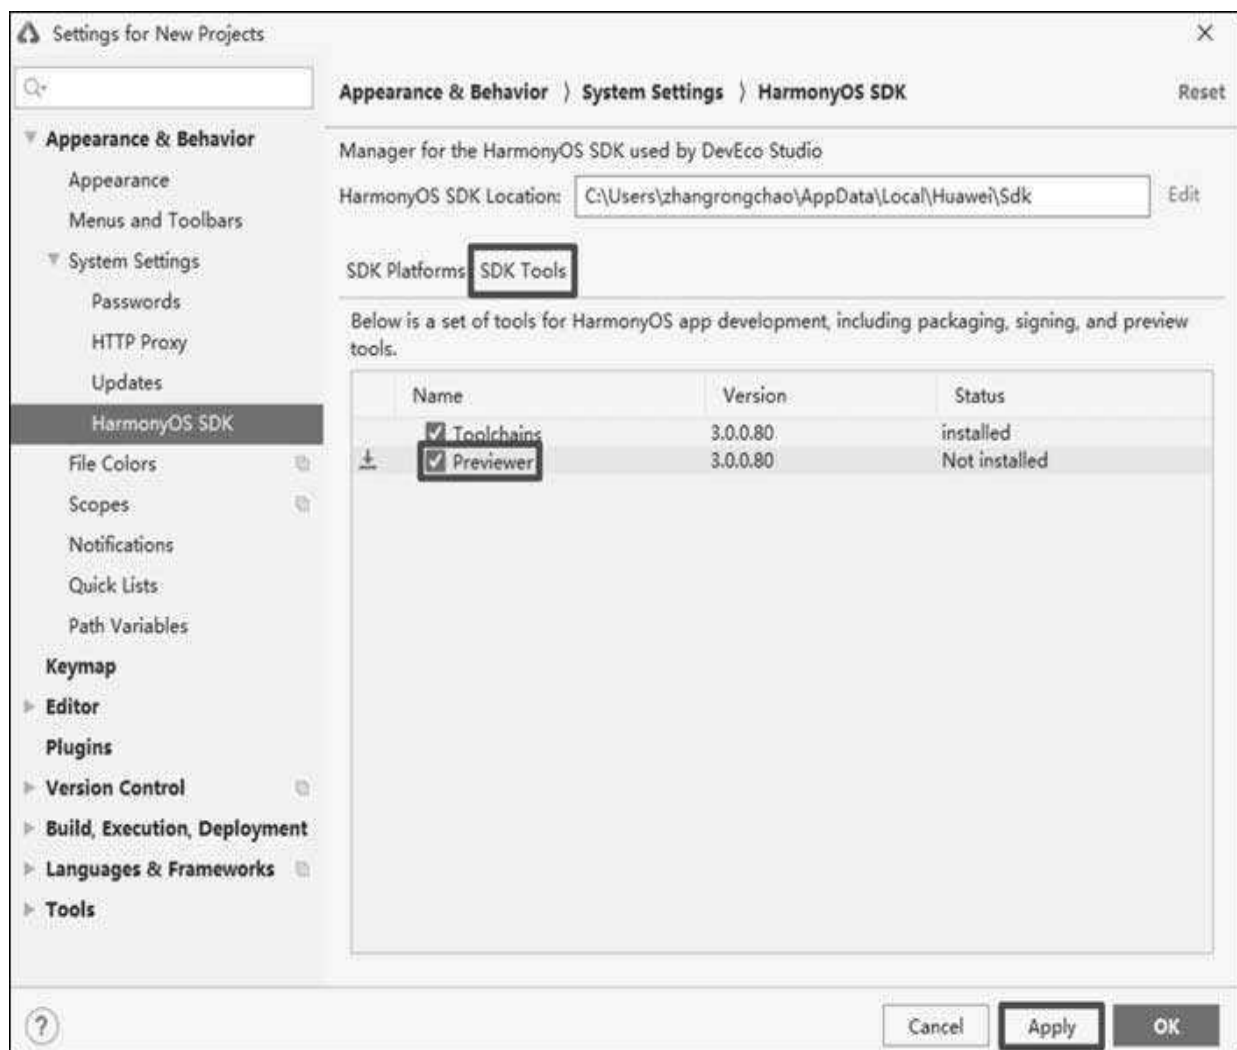 Settings for New Projects
Appearance & Behavior
Appearance
Menus and Toolbars
System Settings
Passwords
HTTP Proxy
Updates
HarmonyOS SDK
File Colors
Scopes
Notifications
Quick Lists
Path Variables
Keymap
Editor
Plugins
Version Control
Build, Execution, Deployment
Languages & Frameworks
Tools
Appearance & Behavior 〉 System Settings 〉 HarmonyOS SDK
Reset
Manager for the HarmonyOS SDK used by DevEco Studio
HarmonyOS SDK Location: C:\Users\zhangrongchao\AppData\Local\Huawei\Sdk Edit
SDK Platforms SDK Tools
Below is a set of tools for HarmonyOS app development, including packaging, signing, and preview
tools.
Name Version Status
Toolchains 3.0.0.80 installed
Previewer 3.0.0.80 Not installed
? Cancel Apply OK